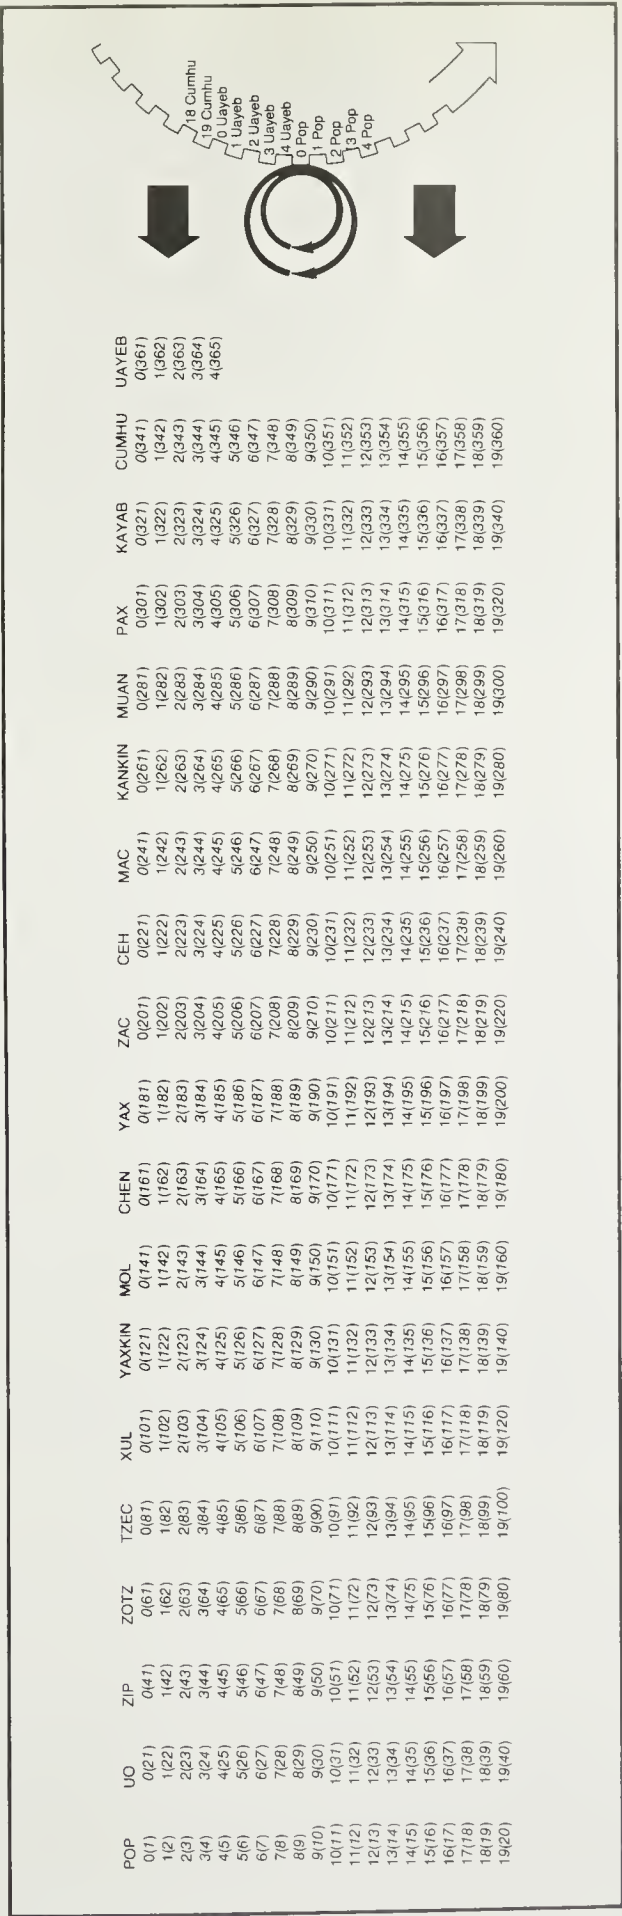 POP UO ZIP ZOTZ TZEC XUL YAXKIN MOL CHEN YAX ZAC CEH MAC KANKIN MUAN PAX KAYAB CUMHU UAYEB
0(1) 0(21) 0(41) 0(61) 0(81) 0(101) 0(121) 0(141) 0(161) 0(181) 0(201) 0(221) 0(241) 0(261) 0(281) 0(301) 0(321) 0(341) 0(361)
1(2) 1(22) 1(42) 1(62) 1(82) 1(102) 1(122) 1(142) 1(162) 1(182) 1(202) 1(222) 1(242) 1(262) 1(282) 1(302) 1(322) 1(342) 1(362)
2(3) 2(23) 2(43) 2(63) 2(83) 2(103) 2(123) 2(143) 2(163) 2(183) 2(203) 2(223) 2(243) 2(263) 2(283) 2(303) 2(323) 2(343) 2(363)
3(4) 3(24) 3(44) 3(64) 3(84) 3(104) 3(124) 3(144) 3(164) 3(184) 3(204) 3(224) 3(244) 3(264) 3(284) 3(304) 3(324) 3(344) 3(364)
4(5) 4(25) 4(45) 4(65) 4(85) 4(105) 4(125) 4(145) 4(165) 4(185) 4(205) 4(225) 4(245) 4(265) 4(285) 4(305) 4(325) 4(345) 4(365)
5(6) 5(26) 5(46) 5(66) 5(86) 5(106) 5(126) 5(146) 5(166) 5(186) 5(206) 5(226) 5(246) 5(266) 5(286) 5(306) 5(326) 5(346)
6(7) 6(27) 6(47) 6(67) 6(87) 6(107) 6(127) 6(147) 6(167) 6(187) 6(207) 6(227) 6(247) 6(267) 6(287) 6(307) 6(327) 6(347)
7(8) 7(28) 7(48) 7(68) 7(88) 7(108) 7(128) 7(148) 7(168) 7(188) 7(208) 7(228) 7(248) 7(268) 7(288) 7(308) 7(328) 7(348)
8(9) 8(29) 8(49) 8(69) 8(89) 8(109) 8(129) 8(149) 8(169) 8(189) 8(209) 8(229) 8(249) 8(269) 8(289) 8(309) 8(329) 8(349)
9(10) 9(30) 9(50) 9(70) 9(90) 9(110) 9(130) 9(150) 9(170) 9(190) 9(210) 9(230) 9(250) 9(270) 9(290) 9(310) 9(330) 9(350)
10(11) 10(31) 10(51) 10(71) 10(91) 10(111) 10(131) 10(151) 10(171) 10(191) 10(211) 10(231) 10(251) 10(271) 10(291) 10(311) 10(331) 10(351)
11(12) 11(32) 11(52) 11(72) 11(92) 11(112) 11(132) 11(152) 11(172) 11(192) 11(212) 11(232) 11(252) 11(272) 11(292) 11(312) 11(332) 11(352)
12(13) 12(33) 12(53) 12(73) 12(93) 12(113) 12(133) 12(153) 12(173) 12(193) 12(213) 12(233) 12(253) 12(273) 12(293) 12(313) 12(333) 12(353)
13(14) 13(34) 13(54) 13(74) 13(94) 13(114) 13(134) 13(154) 13(174) 13(194) 13(214) 13(234) 13(254) 13(274) 13(294) 13(314) 13(334) 13(354)
14(15) 14(35) 14(55) 14(75) 14(95) 14(115) 14(135) 14(155) 14(175) 14(195) 14(215) 14(235) 14(255) 14(275) 14(295) 14(315) 14(335) 14(355)
15(16) 15(36) 15(56) 15(76) 15(96) 15(116) 15(136) 15(156) 15(176) 15(196) 15(216) 15(236) 15(256) 15(276) 15(296) 15(316) 15(336) 15(356)
16(17) 16(37) 16(57) 16(77) 16(97) 16(117) 16(137) 16(157) 16(177) 16(197) 16(217) 16(237) 16(257) 16(277) 16(297) 16(317) 16(337) 16(357)
17(18) 17(38) 17(58) 17(78) 17(98) 17(118) 17(138) 17(158) 17(178) 17(198) 17(218) 17(238) 17(258) 17(278) 17(298) 17(318) 17(338) 17(358)
18(19) 18(39) 18(59) 18(79) 18(99) 18(119) 18(139) 18(159) 18(179) 18(199) 18(219) 18(239) 18(259) 18(279) 18(299) 18(319) 18(339) 18(359)
19(20) 19(40) 19(60) 19(80) 19(100) 19(120) 19(140) 19(160) 19(180) 19(200) 19(220) 19(240) 19(260) 19(280) 19(300) 19(320) 19(340) 19(360)
18 Cumhu
19 Cumhu
0 Uayeb
1 Uayeb
2 Uayeb
3 Uayeb
4 Uayeb
0 Pop
1 Pop
2 Pop
3 Pop
4 Pop